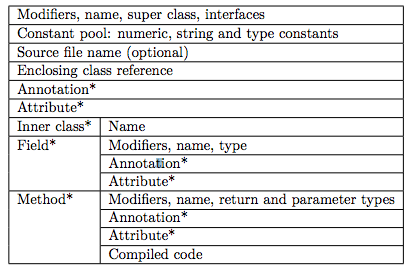 Modifiers, name, super class, interfaces
Constant pool: numeric, string and type constants
Source file name (optional)
Enclosing class reference
Annotation*
Attribute*
Inner class* Name
Field* Modifiers, name, type
Annotation*
Attribute*
Method* Modifiers, name, return and parameter types
Annotation*
Attribute*
Compiled code